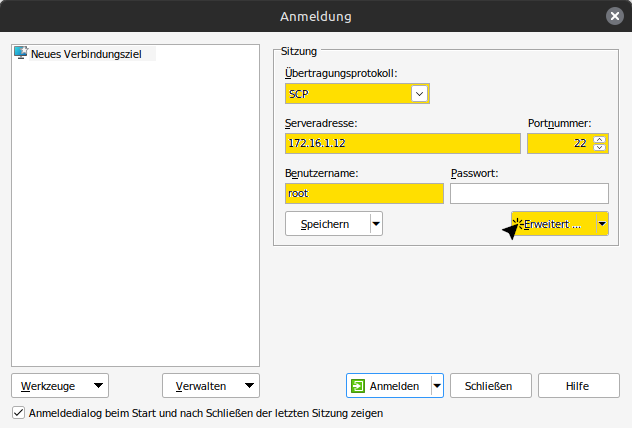 Anmeldung
Neues Verbindungsziel
Sitzung
Übertragungsprotokoll:
SCP
Serveradresse:
Portnummer:
172.16.1.12
22
Benutzername:
Passwort:
root
Speichern
Erweitert ...
Werkzeuge
Verwalten
Anmelden
Schließen
Hilfe
Anmeldedialog beim Start und nach Schließen der letzten Sitzung zeigen